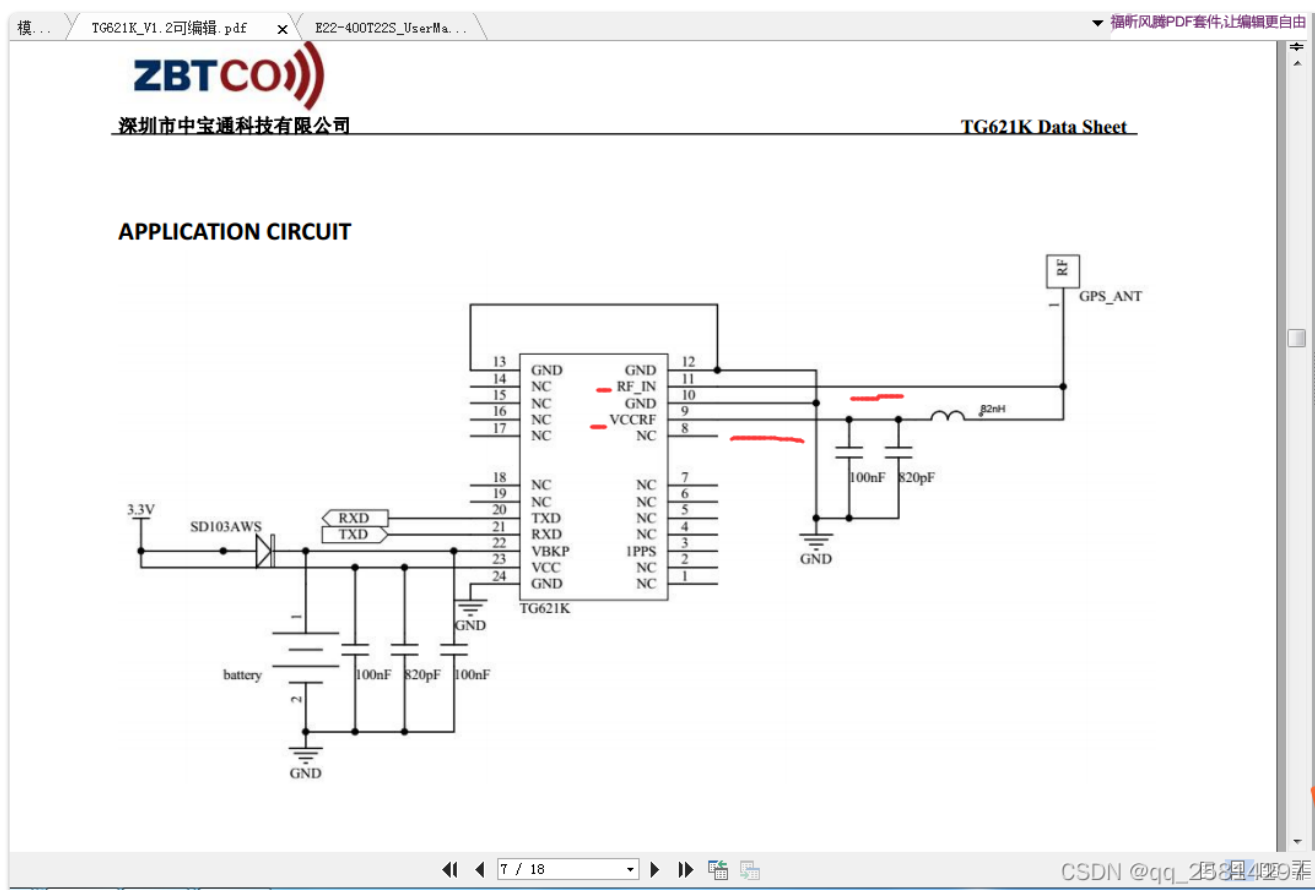 模...
TG621K_V1.2可编辑.pdf
x
E22-400T22S_UserMa...
福昕风腾PDF套件,让编辑更自由
ZBTCO
深圳市中宝通科技有限公司
TG621K Data Sheet
APPLICATION CIRCUIT
RF
1
GPS_ANT
13 GND GND 12
14 NC RF_IN 11
15 NC GND 10
16 NC VCCRF 9
17 NC NC 8
82nH
100nF 820pF
18 NC NC 7
19 NC NC 6
20 TXD NC 5
21 RXD NC 4
22 VBKP 1PPS 3
23 VCC NC 2
24 GND NC 1
TG621K
3.3V
SD103AWS
RXD
TXD
GND
GND
1
battery
2
100nF 820pF 100nF
GND
7 / 18